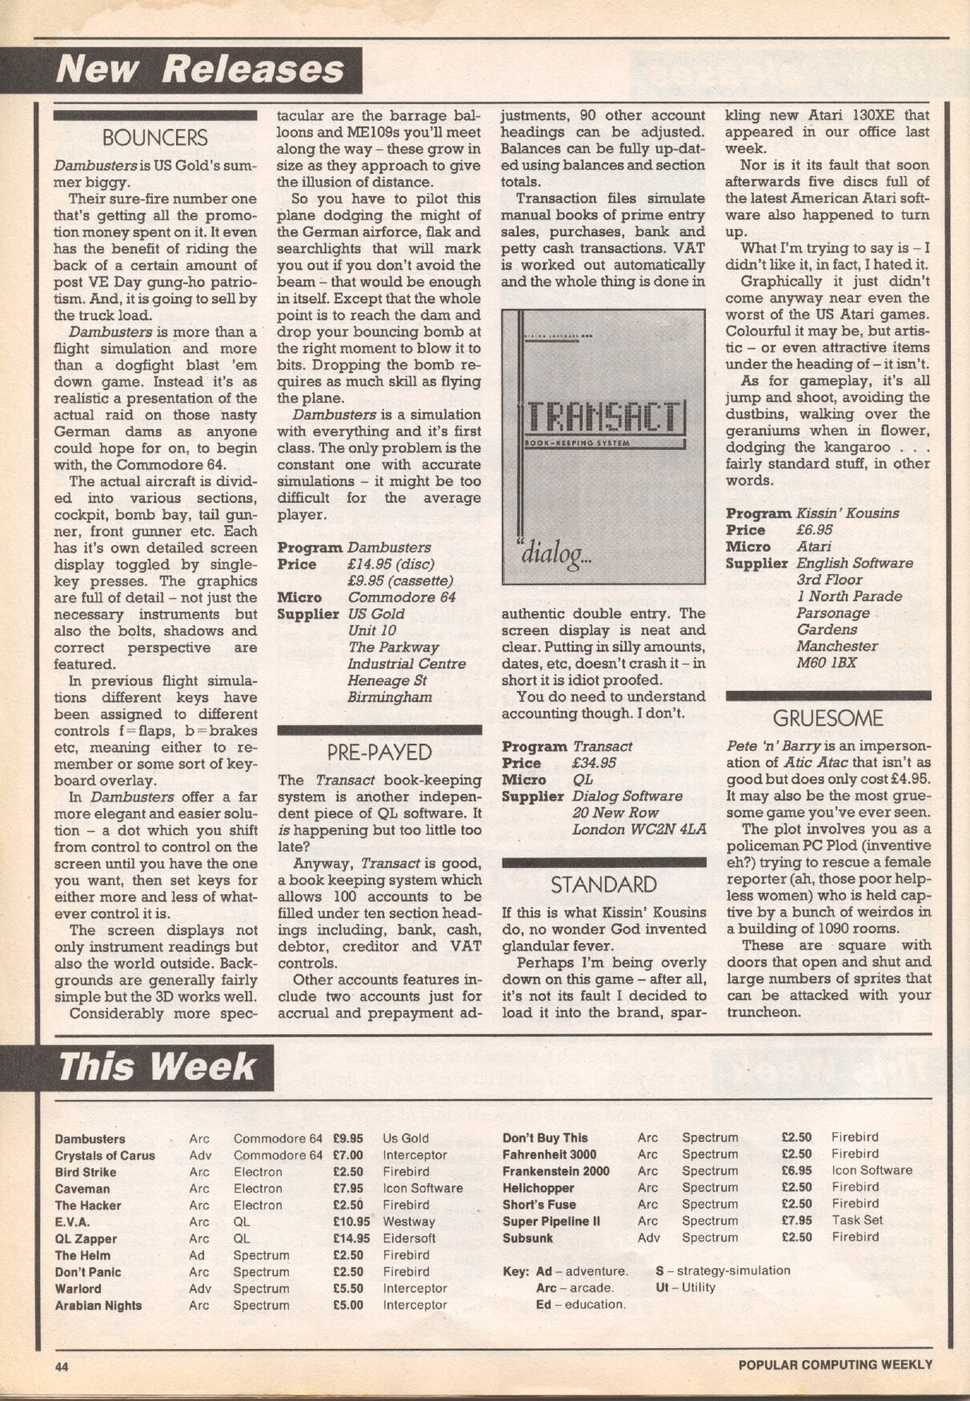 New Releases
BOUNCERS
Dambusters is US Gold's sum-
mer biggy.
Their sure-fire number one
that's getting all the promo-
tion money spent on it. It even
has the benefit of riding the
back of a certain amount of
post VE Day gung-ho patrio-
tism. And, it is going to sell by
the truck load.
Dambusters is more than a
flight simulation and more
than a dogfight blast 'em
down game. Instead it's as
realistic a presentation of the
actual raid on those nasty
German dams as anyone
could hope for on, to begin
with, the Commodore 64.
The actual aircraft is divid-
ed into various sections,
cockpit, bomb bay, tail gun-
ner, front gunner etc. Each
has it's own detailed screen
display toggled by single-
key presses. The graphics
are full of detail – not just the
necessary instruments but
also the bolts, shadows and
correct perspective are
featured.
In previous flight simula-
tions different keys have
been assigned to different
controls f=flaps, b=brakes
etc, meaning either to re-
member or some sort of key-
board overlay.
In Dambusters offer a far
more elegant and easier solu-
tion – a dot which you shift
from control to control on the
screen until you have the one
you want, then set keys for
either more and less of what-
ever control it is.
The screen displays not
only instrument readings but
also the world outside. Back-
grounds are generally fairly
simple but the 3D works well.
Considerably more spec-
tacular are the barrage bal-
loons and ME109s you'll meet
along the way – these grow in
size as they approach to give
the illusion of distance.
So you have to pilot this
plane dodging the might of
the German airforce, flak and
searchlights that will mark
you out if you don't avoid the
beam – that would be enough
in itself. Except that the whole
point is to reach the dam and
drop your bouncing bomb at
the right moment to blow it to
bits. Dropping the bomb re-
quires as much skill as flying
the plane.
Dambusters is a simulation
with everything and it's first
class. The only problem is the
constant one with accurate
simulations – it might be too
difficult for the average
player.
Program Dambusters
Price £14.95 (disc)
£9.95 (cassette)
Micro Commodore 64
Supplier US Gold
Unit 10
The Parkway
Industrial Centre
Heneage St
Birmingham
PRE-PAYED
The Transact book-keeping
system is another indepen-
dent piece of QL software. It
is happening but too little too
late?
Anyway, Transact is good,
a book keeping system which
allows 100 accounts to be
filled under ten section head-
ings including, bank, cash,
debtor, creditor and VAT
controls.
Other accounts features in-
clude two accounts just for
accrual and prepayment ad-
justments, 90 other account
headings can be adjusted.
Balances can be fully up-dat-
ed using balances and section
totals.
Transaction files simulate
manual books of prime entry
sales, purchases, bank and
petty cash transactions. VAT
is worked out automatically
and the whole thing is done in
TRANSACT
BOOK-KEEPING SYSTEM
"dialog...
authentic double entry. The
screen display is neat and
clear. Putting in silly amounts,
dates, etc, doesn't crash it – in
short it is idiot proofed.
You do need to understand
accounting though. I don't.
Program Transact
Price £34.95
Micro QL
Supplier Dialog Software
20 New Row
London WC2N 4LA
STANDARD
If this is what Kissin' Kousins
do, no wonder God invented
glandular fever.
Perhaps I'm being overly
down on this game – after all,
it's not its fault I decided to
load it into the brand, spar-
kling new Atari 130XE that
appeared in our office last
week.
Nor is it its fault that soon
afterwards five discs full of
the latest American Atari soft-
ware also happened to turn
up.
What I'm trying to say is – I
didn't like it, in fact, I hated it.
Graphically it just didn't
come anyway near even the
worst of the US Atari games.
Colourful it may be, but artis-
tic – or even attractive items
under the heading of – it isn't.
As for gameplay, it's all
jump and shoot, avoiding the
dustbins, walking over the
geraniums when in flower,
dodging the kangaroo . . .
fairly standard stuff, in other
words.
Program Kissin' Kousins
Price £6.95
Micro Atari
Supplier English Software
3rd Floor
1 North Parade
Parsonage
Gardens
Manchester
M60 1BX
GRUESOME
Pete 'n' Barry is an imperson-
ation of Atic Atac that isn't as
good but does only cost £4.95.
It may also be the most grue-
some game you've ever seen.
The plot involves you as a
policeman PC Plod (inventive
eh?) trying to rescue a female
reporter (ah, those poor help-
less women) who is held cap-
tive by a bunch of weirdos in
a building of 1090 rooms.
These are square with
doors that open and shut and
large numbers of sprites that
can be attacked with your
truncheon.
This Week
Dambusters Arc Commodore 64 £9.95 Us Gold
Crystals of Carus Adv Commodore 64 £7.00 Interceptor
Bird Strike Arc Electron £2.50 Firebird
Caveman Arc Electron £7.95 Icon Software
The Hacker Arc Electron £2.50 Firebird
E.V.A. Arc QL £10.95 Westway
QL Zapper Arc QL £14.95 Eidersoft
The Helm Ad Spectrum £2.50 Firebird
Don't Panic Arc Spectrum £2.50 Firebird
Warlord Adv Spectrum £5.50 Interceptor
Arabian Nights Arc Spectrum £5.00 Interceptor
Don't Buy This Arc Spectrum £2.50 Firebird
Fahrenheit 3000 Arc Spectrum £2.50 Firebird
Frankenstein 2000 Arc Spectrum £6.95 Icon Software
Helichopper Arc Spectrum £2.50 Firebird
Short's Fuse Arc Spectrum £2.50 Firebird
Super Pipeline II Arc Spectrum £7.95 Task Set
Subsunk Adv Spectrum £2.50 Firebird
Key: Ad – adventure. S – strategy-simulation
Arc – arcade. Ut – Utility
Ed – education.
44
POPULAR COMPUTING WEEKLY